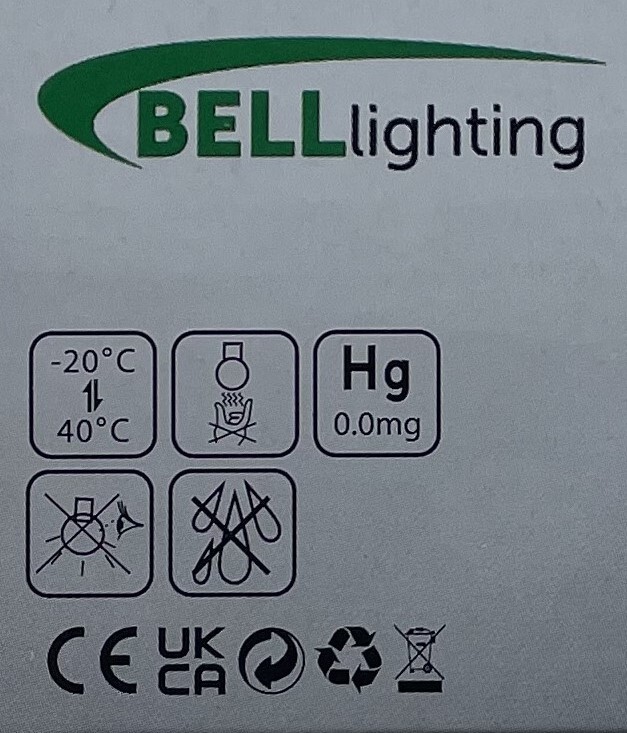 BELLlighting
-20°C
40°C
Hg
0.0mg
CE
UK
CA